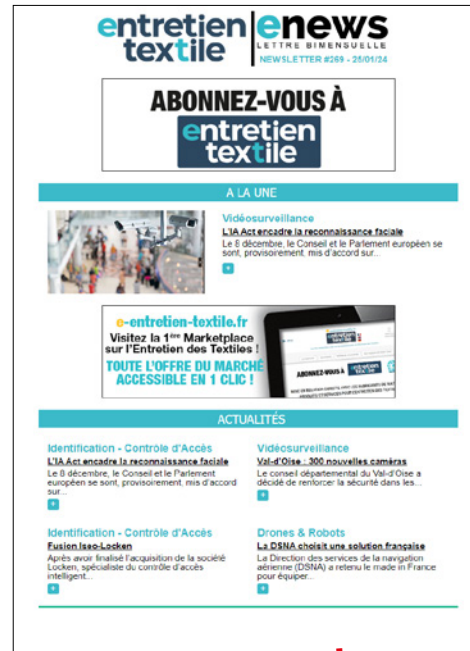 entretien textile
enews
LETTRE BIMENSUELLE
NEWSLETTER #269 - 25/01/24
ABONNEZ-VOUS À
entretien
textile
A LA UNE
Vidéosurveillance
L'IA Act encadre la reconnaissance faciale
Le 8 décembre, le Conseil et le Parlement européen se
sont, provisoirement, mis d'accord sur...
+
e-entretien-textile.fr
Visitez la 1ère Marketplace
sur l'Entretien des Textiles !
TOUTE L'OFFRE DU MARCHÉ
ACCESSIBLE EN 1 CLIC !
entretien textile
ABONNEZ-VOUS À
ACTUALITÉS
Identification - Contrôle d'Accès
L'IA Act encadre la reconnaissance faciale
Le 8 décembre, le Conseil et le Parlement
européen se sont, provisoirement, mis d'accord
sur...
+
Vidéosurveillance
Val-d'Oise : 300 nouvelles caméras
Le conseil départemental du Val-d'Oise a
décidé de renforcer la sécurité dans les...
+
Identification - Contrôle d'Accès
Fusion Iseo-Locken
Après avoir finalisé l'acquisition de la société
Locken, spécialiste du contrôle d'accès
intelligent...
+
Drones & Robots
La DSNA choisit une solution française
La Direction des services de la navigation
aérienne (DSNA) a retenu le made in France
pour équiper...
+